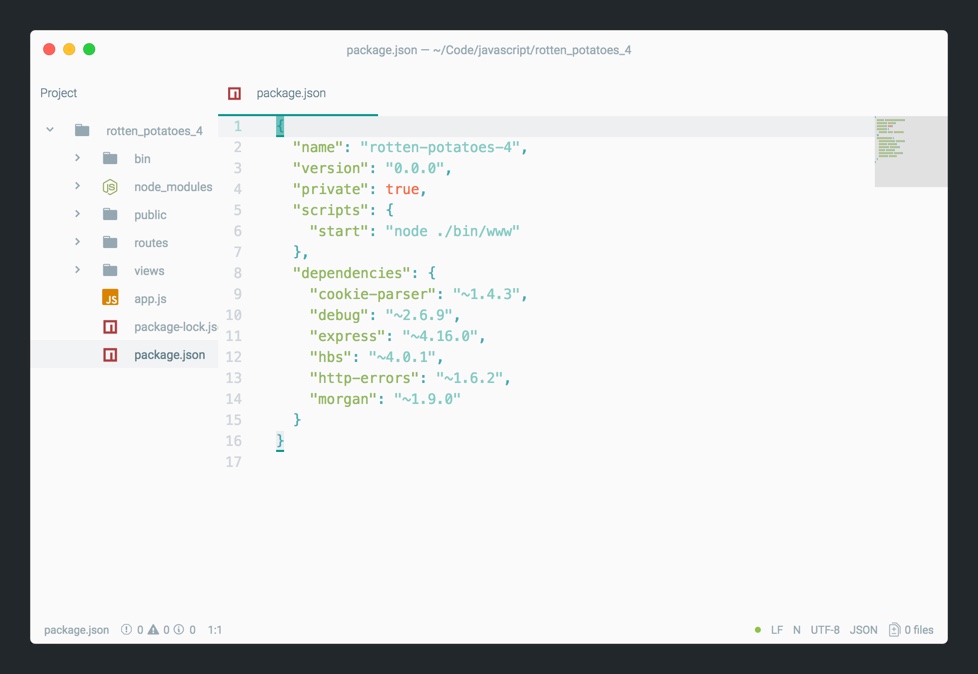 package.json — ~/Code/javascript/rotten_potatoes_4
Project
package.json
rotten_potatoes_4
bin
node_modules
public
routes
views
JS app.js
package-lock.js
package.json
1 {
2 "name": "rotten-potatoes-4",
3 "version": "0.0.0",
4 "private": true,
5 "scripts": {
6 "start": "node ./bin/www"
7 },
8 "dependencies": {
9 "cookie-parser": "~1.4.3",
10 "debug": "~2.6.9",
11 "express": "~4.16.0",
12 "hbs": "~4.0.1",
13 "http-errors": "~1.6.2",
14 "morgan": "~1.9.0"
15 }
16 }
17
package.json 0 0 0 1:1 LF N UTF-8 JSON 0 files